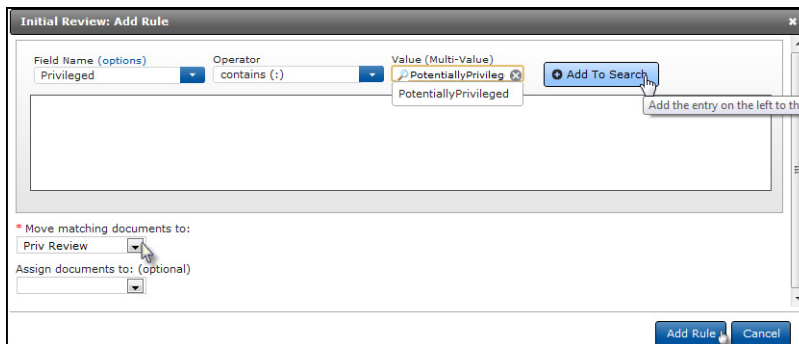 Initial Review: Add Rule
Field Name (options) Operator Value (Multi-Value)
Privileged contains (:) PotentiallyPrivileg Add To Search
PotentiallyPrivileged
Add the entry on the left to th
* Move matching documents to:
Priv Review
Assign documents to: (optional)
Add Rule Cancel